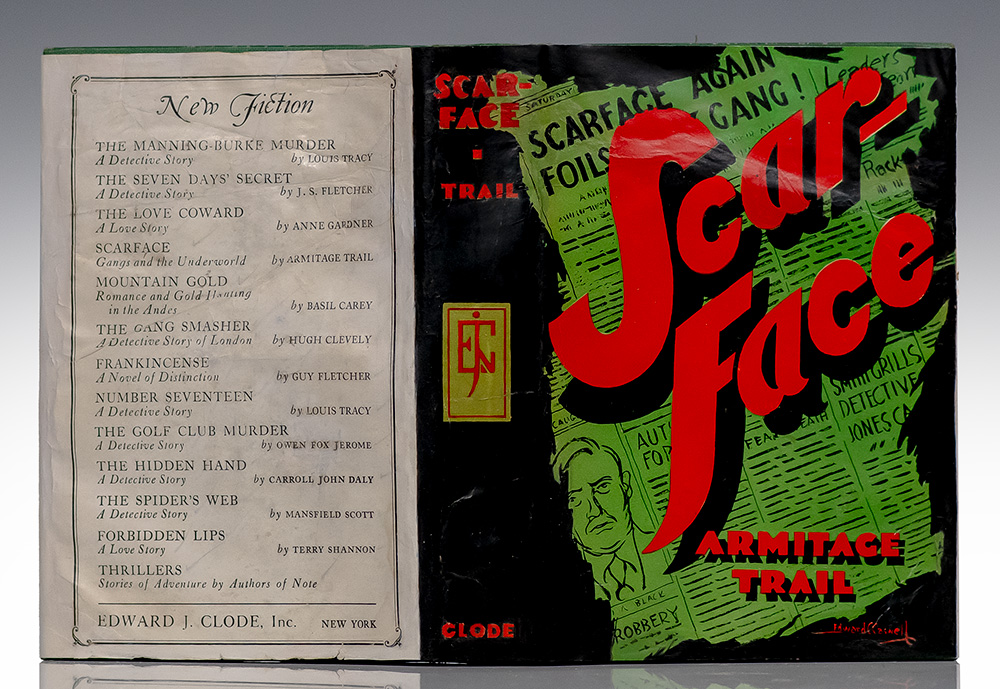 New Fiction
THE MANNING-BURKE MURDER
A Detective Story by LOUIS TRACY
THE SEVEN DAYS' SECRET
A Detective Story by J. S. FLETCHER
THE LOVE COWARD
A Love Story by ANNE GARDNER
SCARFACE
Gangs and the Underworld by ARMITAGE TRAIL
MOUNTAIN GOLD
Romance and Gold Hunting
in the Andes by BASIL CAREY
THE GANG SMASHER
A Detective Story of London by HUGH CLEVELY
FRANKINCENSE
A Novel of Distinction by GUY FLETCHER
NUMBER SEVENTEEN
A Detective Story by LOUIS TRACY
THE GOLF CLUB MURDER
A Detective Story by OWEN FOX JEROME
THE HIDDEN HAND
A Detective Story by CARROLL JOHN DALY
THE SPIDER'S WEB
A Detective Story by MANSFIELD SCOTT
FORBIDDEN LIPS
A Love Story by TERRY SHANNON
THRILLERS
Stories of Adventure by Authors of Note
EDWARD J. CLODE, Inc. NEW YORK
SCAR-
FACE
TRAIL
EJC
CLODE
SATURDAY
SCARFACE AGAIN
FOILS GANG!
Leaders
Rack
Scar-
Face
SMITH GRILLS
DETECTIVE
JONES
AUT
FOR
FEAR DEATH
BLACK
ROBBERY
ARMITAGE
TRAIL